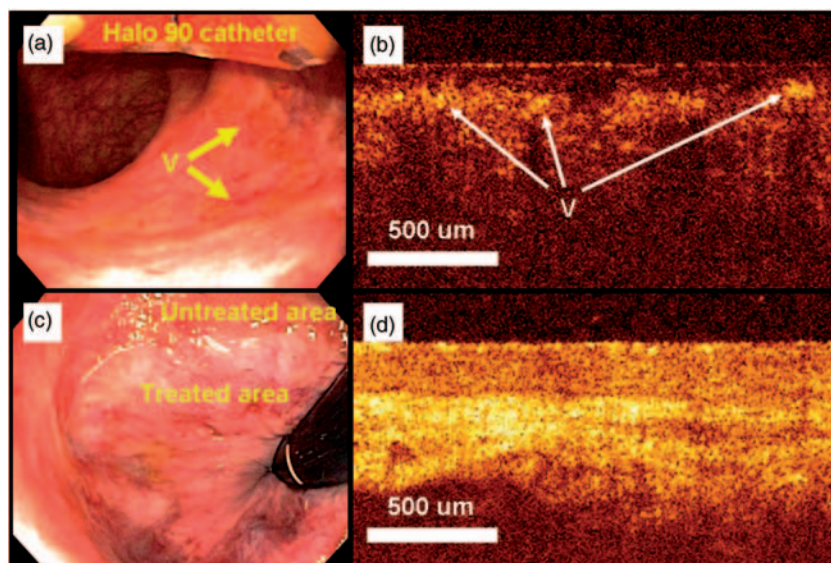 (a)
Halo 90 catheter
V
(b)
V
500 um
(c)
Untreated area
Treated area
(d)
500 um